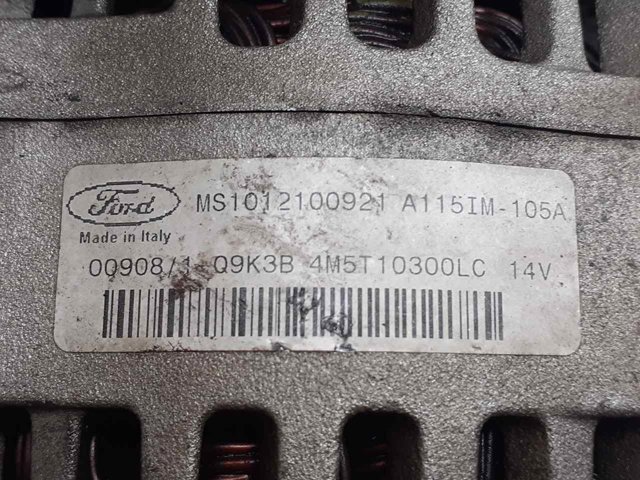 Ford MS1012100921 A115IM-105A
Made in Italy
00908/1 Q9K3B 4M5T10300LC 14V